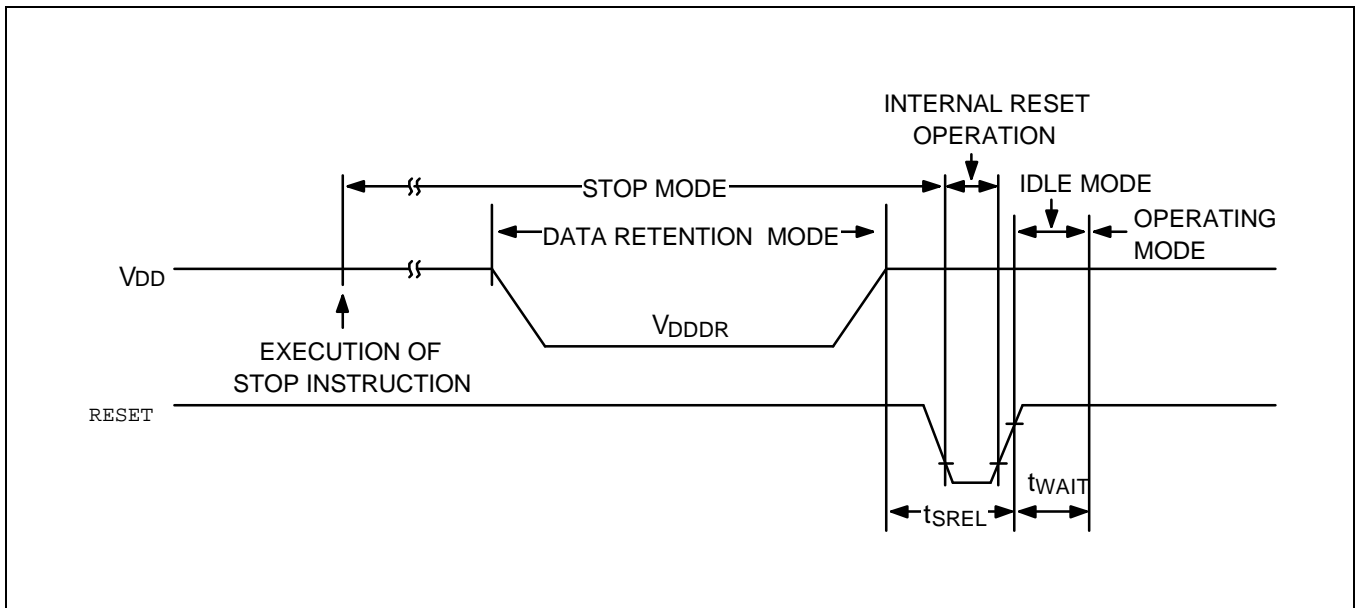 INTERNAL RESET
OPERATION
STOP MODE
IDLE MODE
DATA RETENTION MODE
OPERATING
MODE
VDD
VDDDR
EXECUTION OF
STOP INSTRUCTION
RESET
tWAIT
tSREL